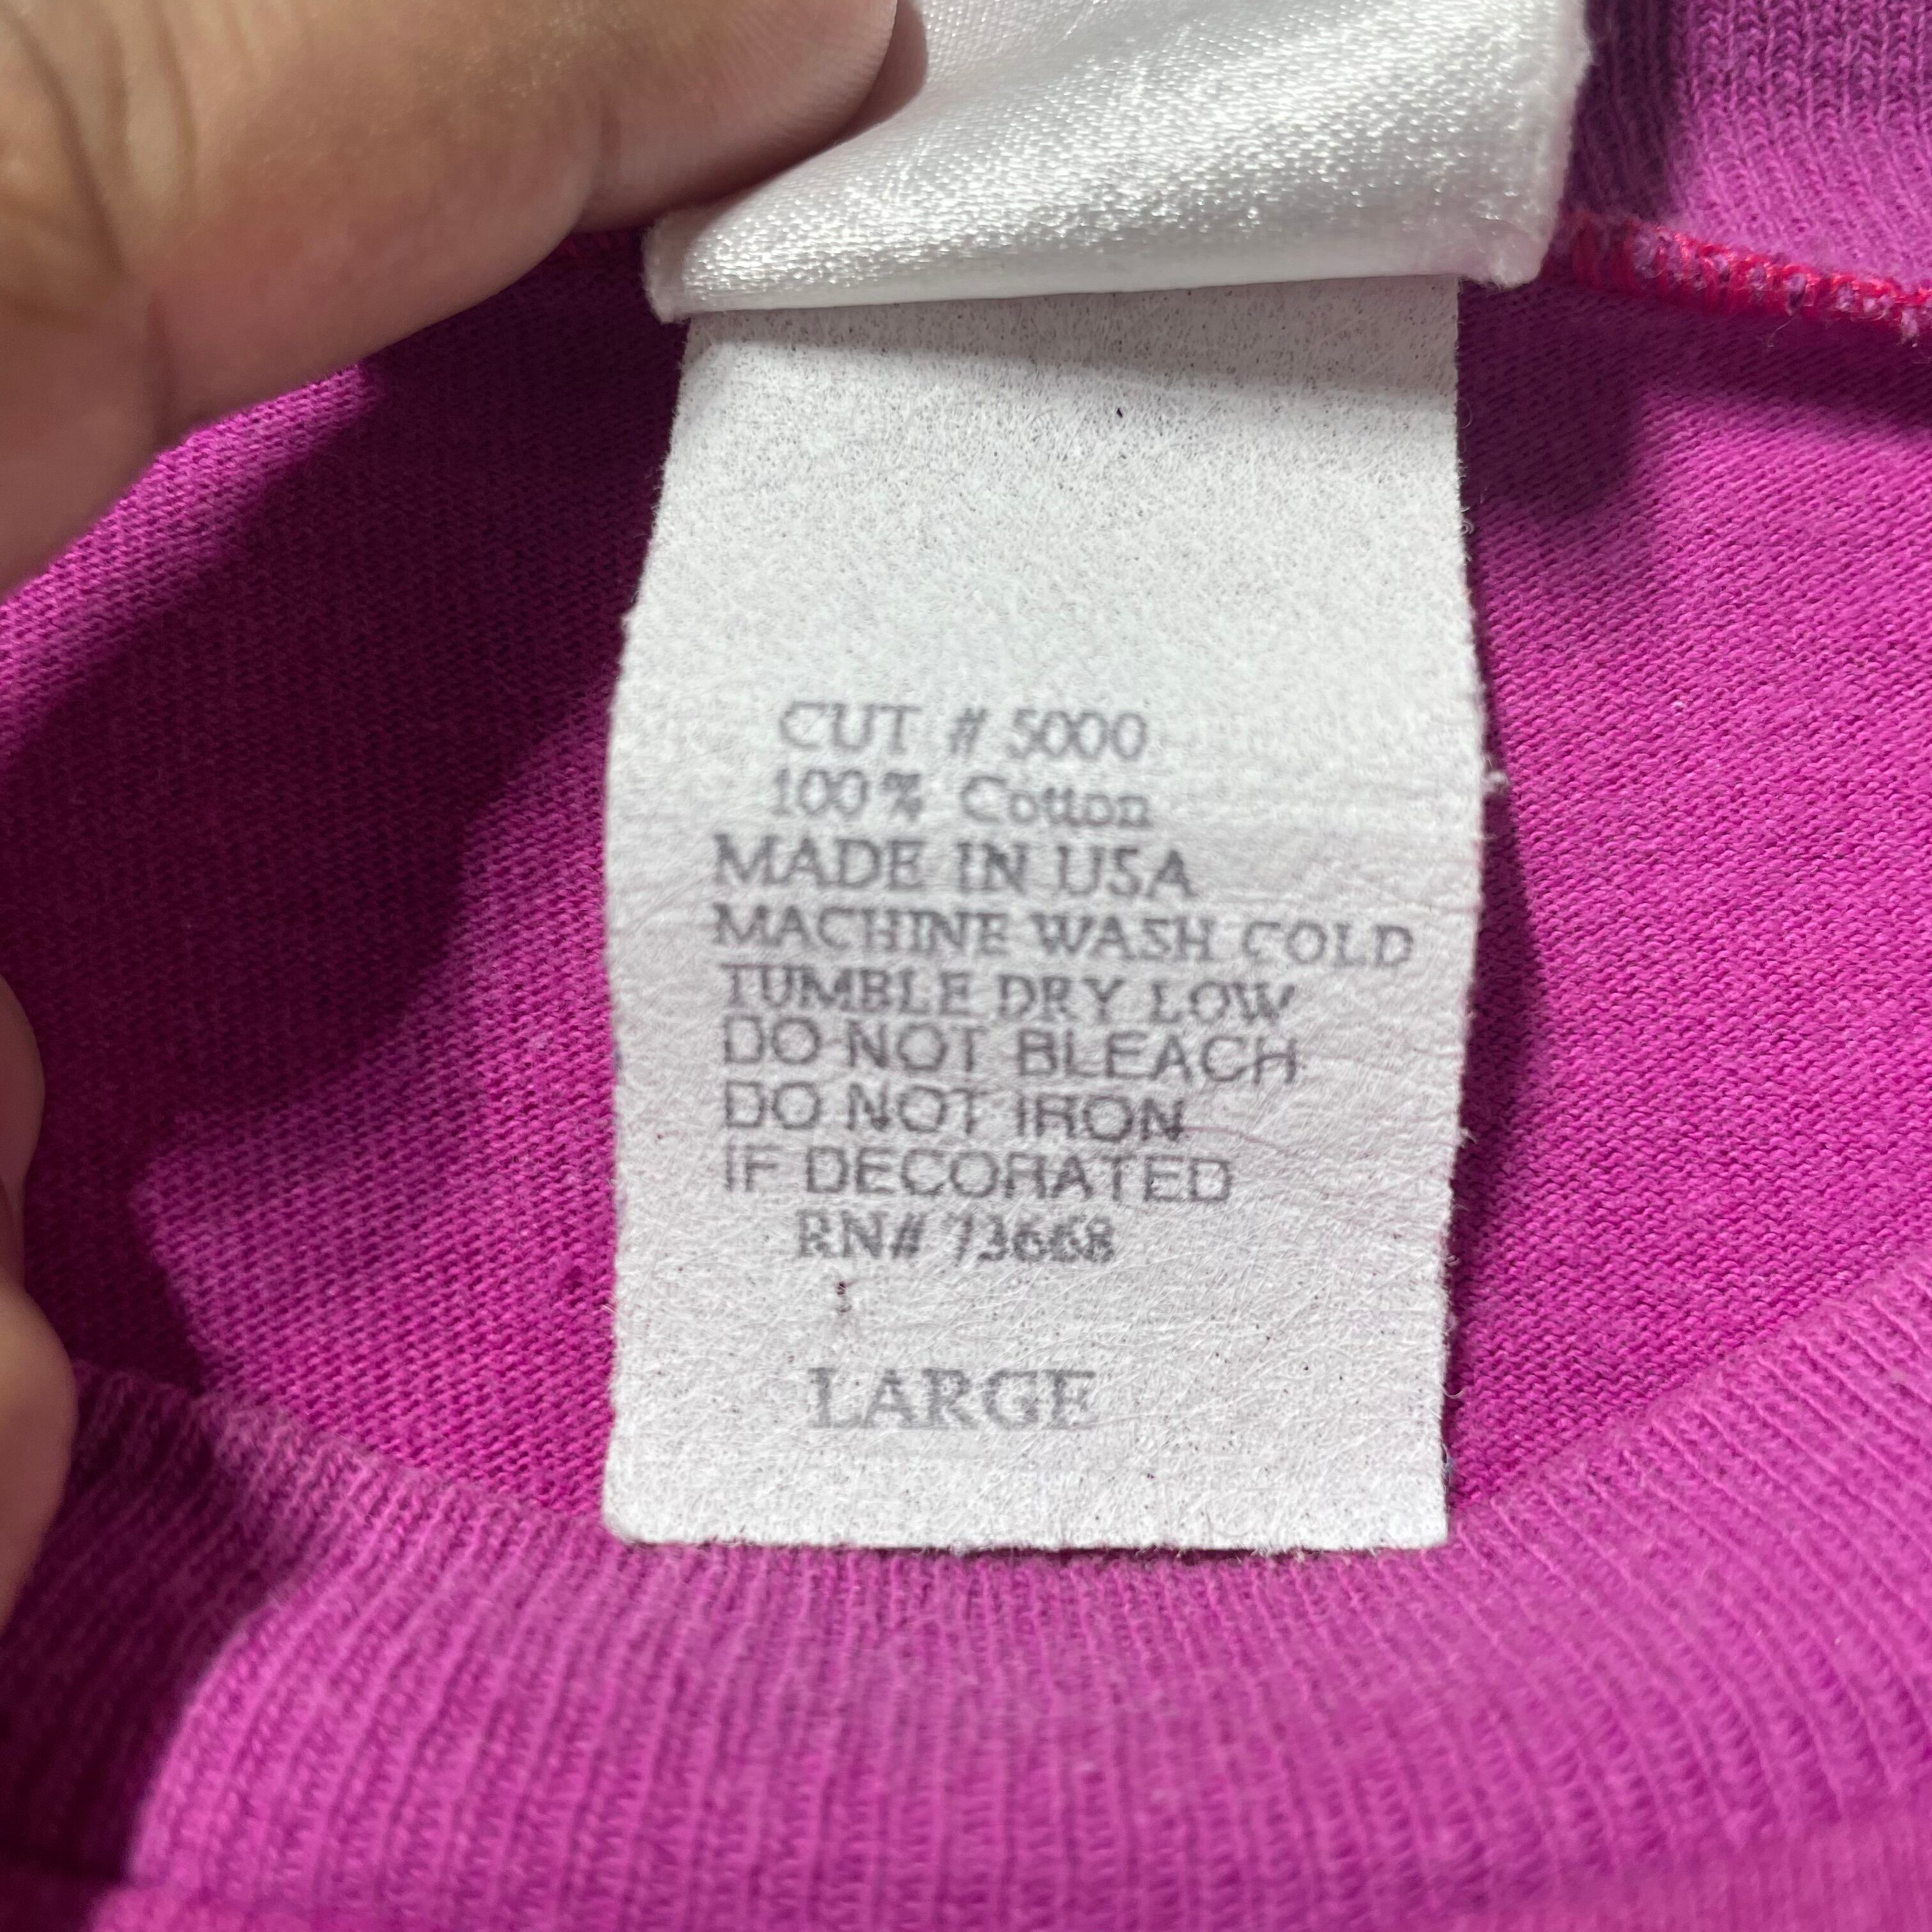 CUT # 5000
100% Cotton
MADE IN USA
MACHINE WASH COLD
TUMBLE DRY LOW
DO NOT BLEACH
DO NOT IRON
IF DECORATED
RN# 73668
LARGE